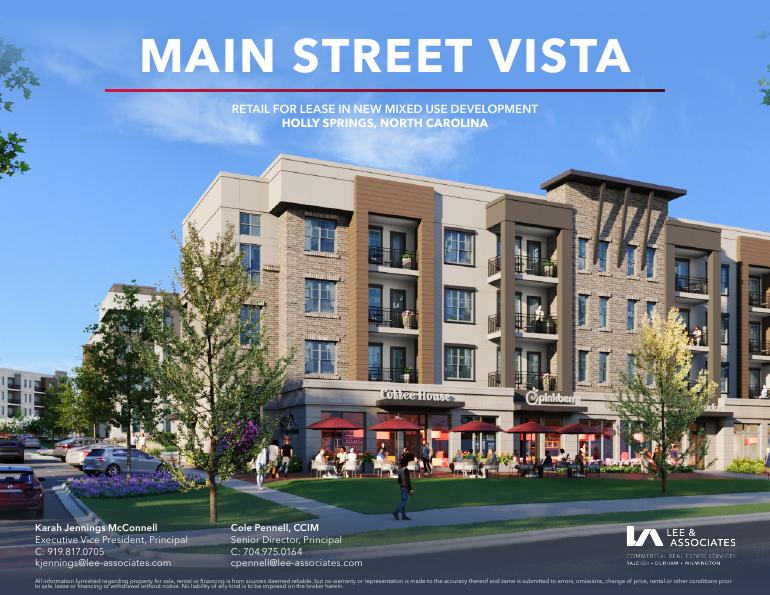 MAIN STREET VISTA
RETAIL FOR LEASE IN NEW MIXED USE DEVELOPMENT
HOLLY SPRINGS, NORTH CAROLINA
Coffee House
pinkberry
Karah Jennings McConnell
Executive Vice President, Principal
C: 919.817.0705
kjennings@lee-associates.com
Cole Pennell, CCIM
Senior Director, Principal
C: 704.975.0164
cpennell@lee-associates.com
LEE &
ASSOCIATES
COMMERCIAL REAL ESTATE SERVICES
RALEIGH • DURHAM • WILMINGTON
All information furnished regarding property for sale, rental or financing is from sources deemed reliable, but no warranty or representation is made to the accuracy thereof and same is submitted to errors, omissions, change of price, rental or other conditions prior
to sale, lease or financing or withdrawal without notice. No liability of any kind is to be imposed on the broker herein.